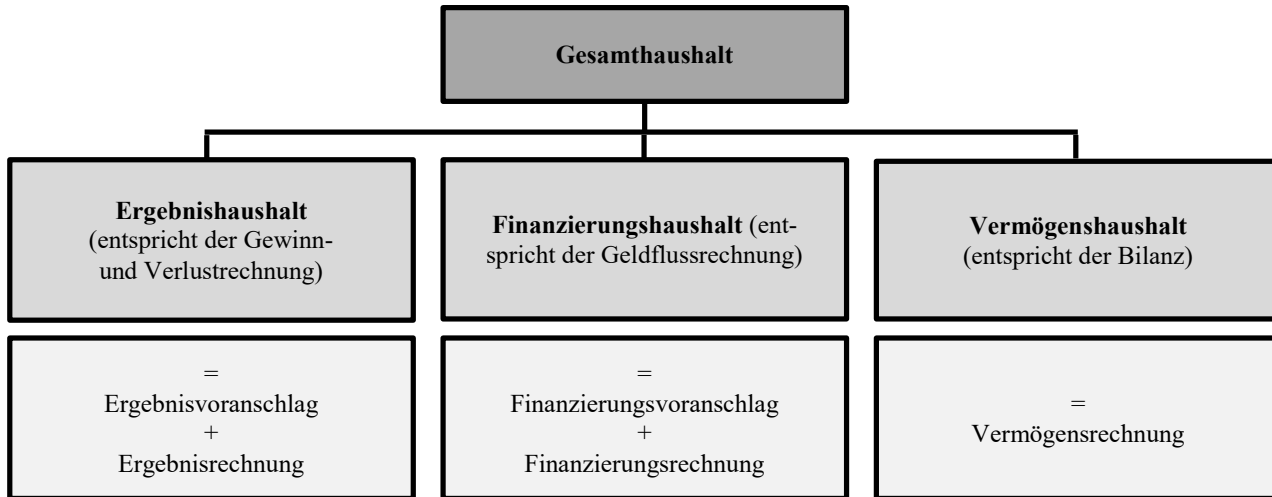 Gesamthaushalt
Ergebnishaushalt
(entspricht der Gewinn-
und Verlustrechnung)
Finanzierungshaushalt (ent-
spricht der Geldflussrechnung)
Vermögenshaushalt
(entspricht der Bilanz)
=
Ergebnisvoranschlag
+
Ergebnisrechnung
=
Finanzierungsvoranschlag
+
Finanzierungsrechnung
=
Vermögensrechnung